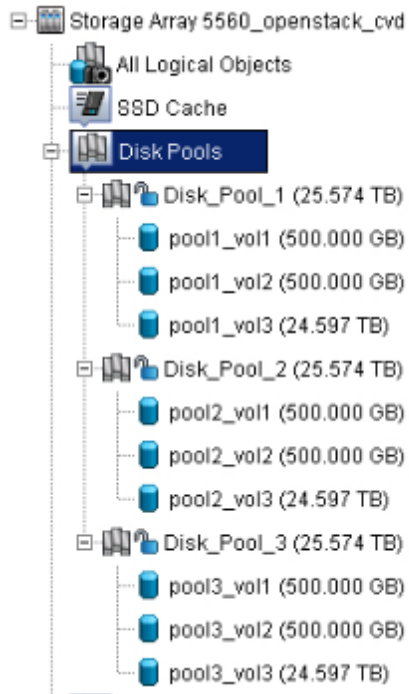 Storage Array 5560_openstack_cvd
All Logical Objects
SSD Cache
Disk Pools
Disk_Pool_1 (25.574 TB)
pool1_vol1 (500.000 GB)
pool1_vol2 (500.000 GB)
pool1_vol3 (24.597 TB)
Disk_Pool_2 (25.574 TB)
pool2_vol1 (500.000 GB)
pool2_vol2 (500.000 GB)
pool2_vol3 (24.597 TB)
Disk_Pool_3 (25.574 TB)
pool3_vol1 (500.000 GB)
pool3_vol2 (500.000 GB)
pool3_vol3 (24.597 TB)